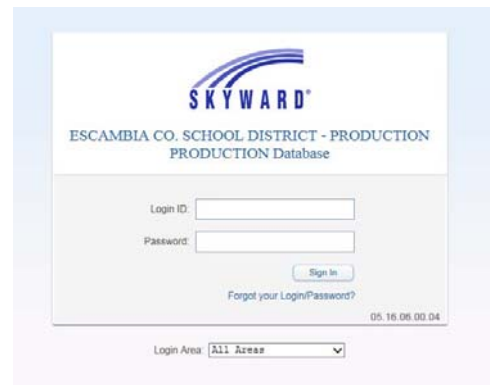 SKYWARD®
ESCAMBIA CO. SCHOOL DISTRICT - PRODUCTION
PRODUCTION Database
Login ID:
Password:
Sign In
Forgot your Login/Password?
05.16.06.00.04
Login Area: All Areas